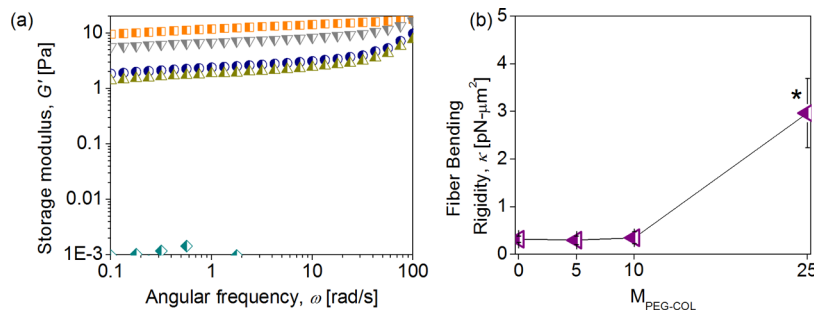 (a)
Storage modulus, G' [Pa]
10
1
0.1
0.01
1E-3
0.1
1
10
100
Angular frequency, ω [rad/s]
(b)
Fiber Bending
Rigidity, κ [pN-μm²]
5
4
3
2
1
0
*
0
5
10
25
M_PEG-COL